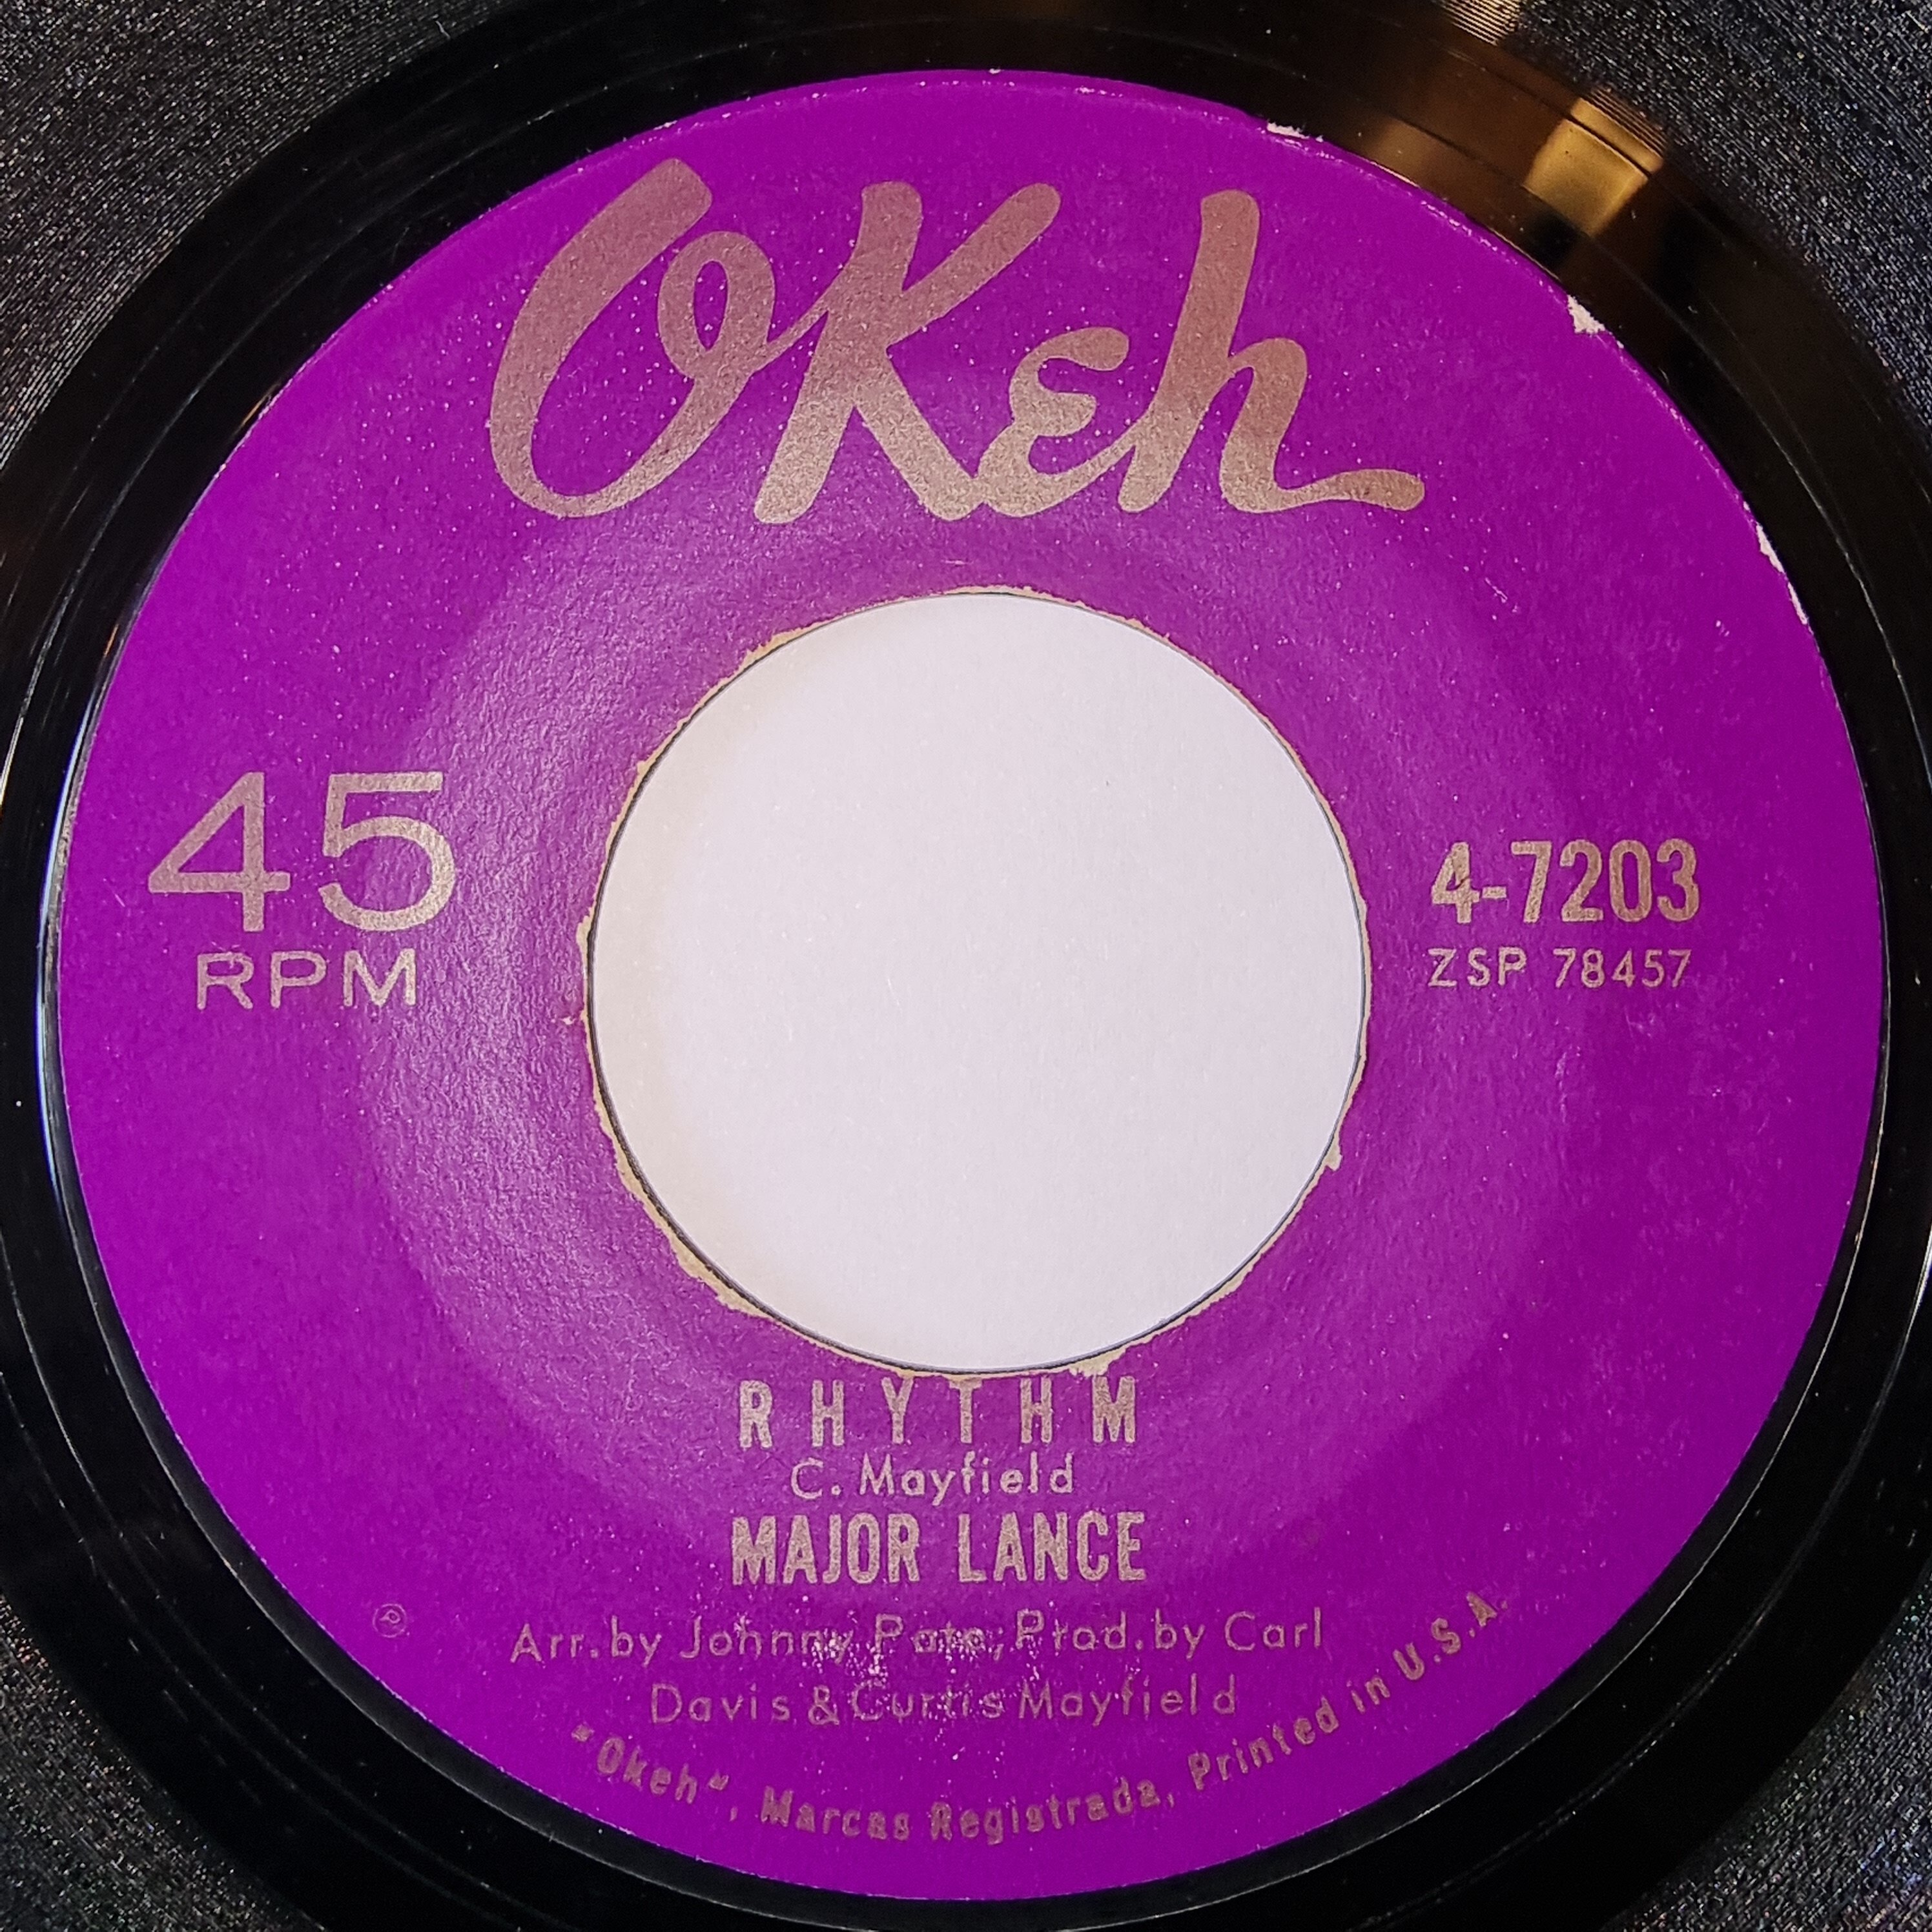 OKeh
45
RPM
4-7203
ZSP 78457
RHYTHM
C. Mayfield
MAJOR LANCE
℗
Arr.by Johnny Pate; Prod.by Carl
Davis & Curtis Mayfield
"Okeh", Marcas Registrada, Printed in U.S.A.